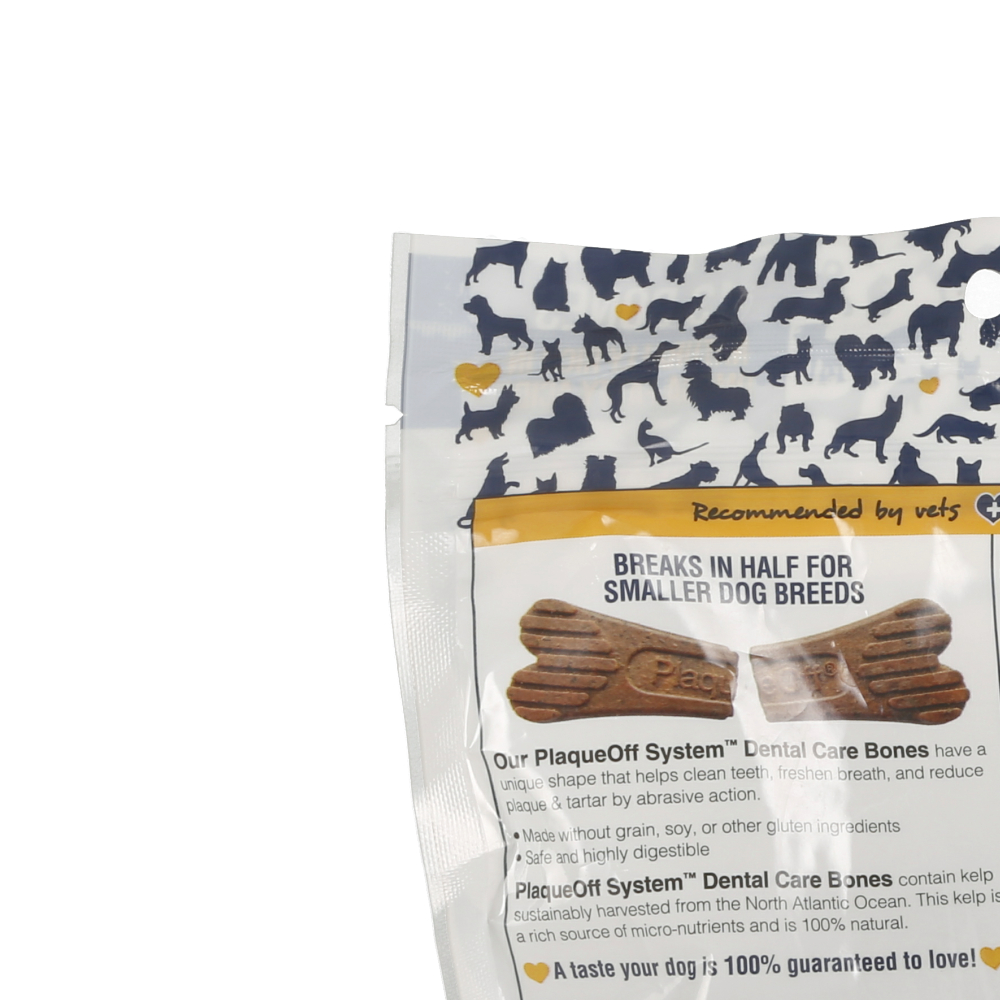 Recommended by vets
BREAKS IN HALF FOR
SMALLER DOG BREEDS
Plaq
Our PlaqueOff System™ Dental Care Bones have a
unique shape that helps clean teeth, freshen breath, and reduce
plaque & tartar by abrasive action.
• Made without grain, soy, or other gluten ingredients
• Safe and highly digestible
PlaqueOff System™ Dental Care Bones contain kelp
sustainably harvested from the North Atlantic Ocean. This kelp is
a rich source of micro-nutrients and is 100% natural.
A taste your dog is 100% guaranteed to love!